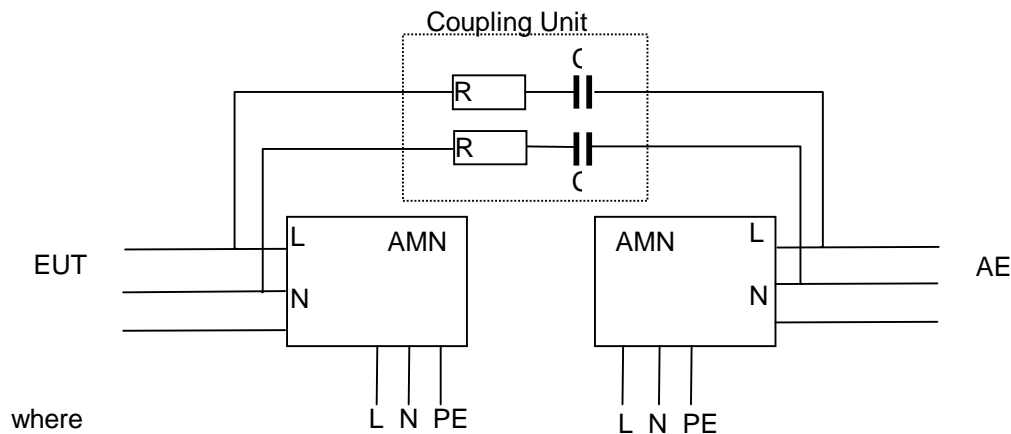 Coupling Unit
C
R
R
C
L AMN
AMN L
EUT
AE
N
N
L N PE
L N PE
where